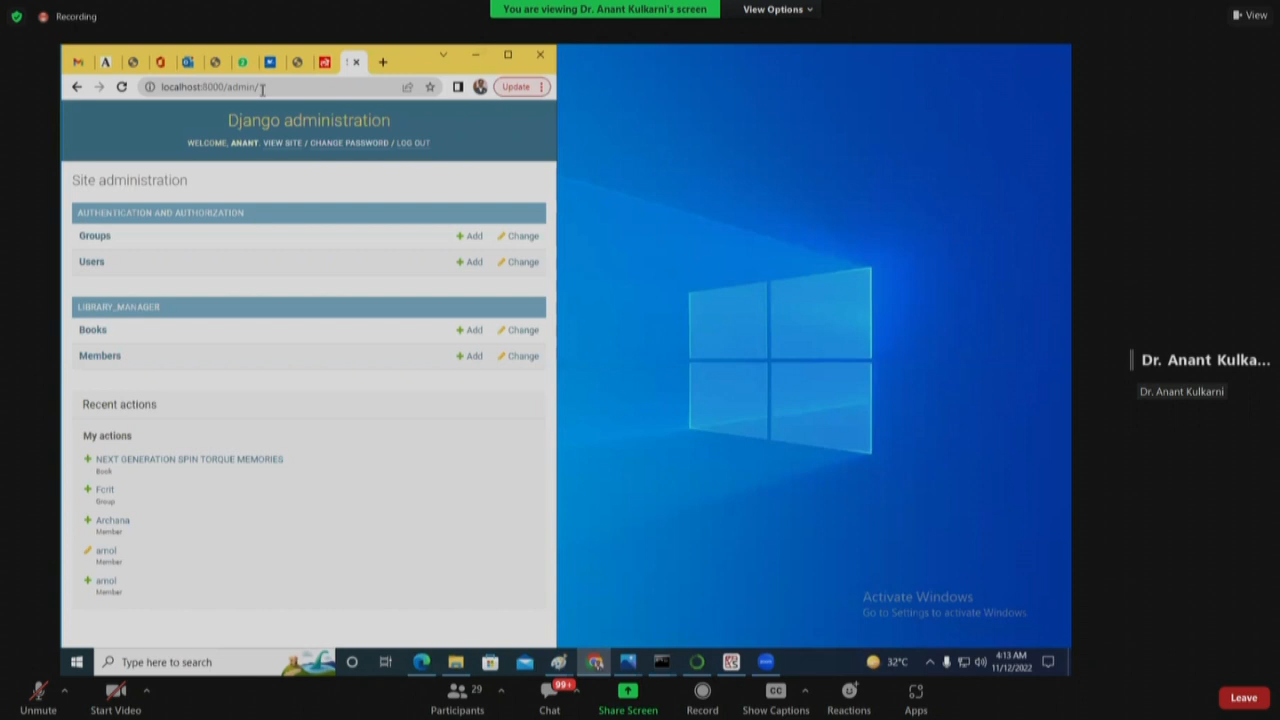 You are viewing Dr. Anant Kulkarni's screen
View Options
Recording
View
localhost:8000/admin/
Update
Django administration
WELCOME, ANANT. VIEW SITE / CHANGE PASSWORD / LOG OUT
Site administration
AUTHENTICATION AND AUTHORIZATION
Groups Add Change
Users Add Change
LIBRARY_MANAGER
Books Add Change
Members Add Change
Recent actions
My actions
NEXT GENERATION SPIN TORQUE MEMORIES
Book
Fcrit
Group
Archana
Member
amol
Member
amol
Member
Dr. Anant Kulka...
Dr. Anant Kulkarni
Activate Windows
Go to Settings to activate Windows.
Type here to search
32°C
4:13 AM
11/12/2022
Unmute
Start Video
Participants
29
Chat
99+
Share Screen
Record
CC
Show Captions
Reactions
Apps
Leave